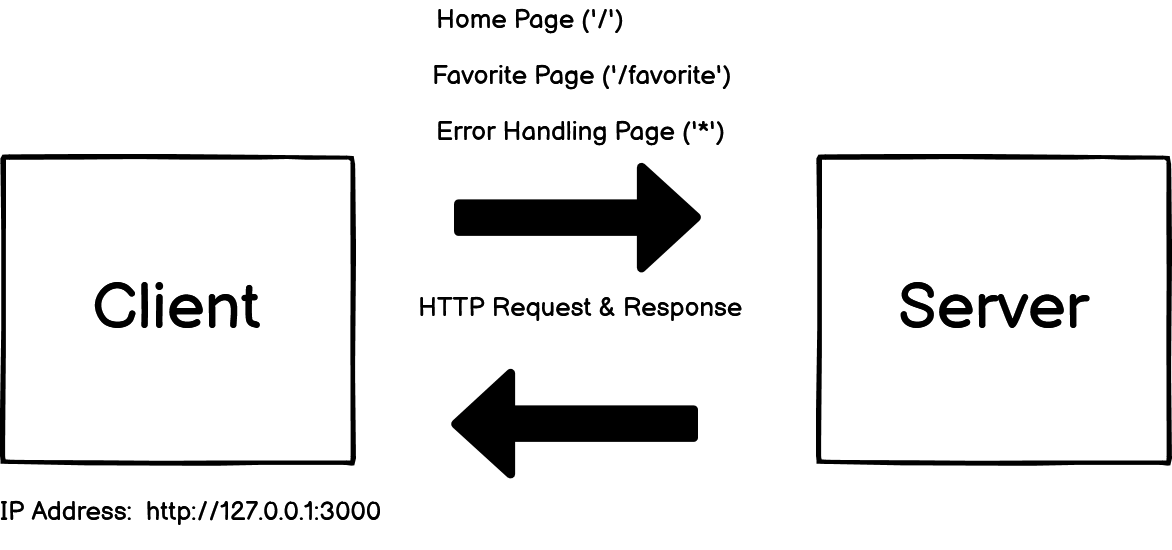 Home Page ('/')
Favorite Page ('/favorite')
Error Handling Page ('*')
Client
HTTP Request & Response
Server
IP Address: http://127.0.0.1:3000